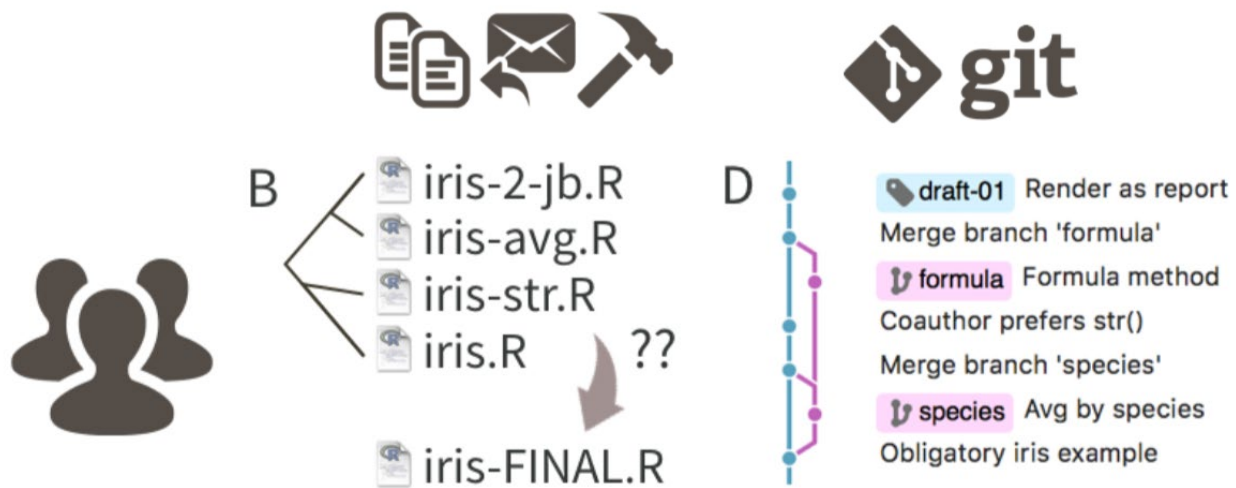 git
B
iris-2-jb.R
iris-avg.R
iris-str.R
iris.R
??
iris-FINAL.R
D
draft-01 Render as report
Merge branch 'formula'
formula Formula method
Coauthor prefers str()
Merge branch 'species'
species Avg by species
Obligatory iris example